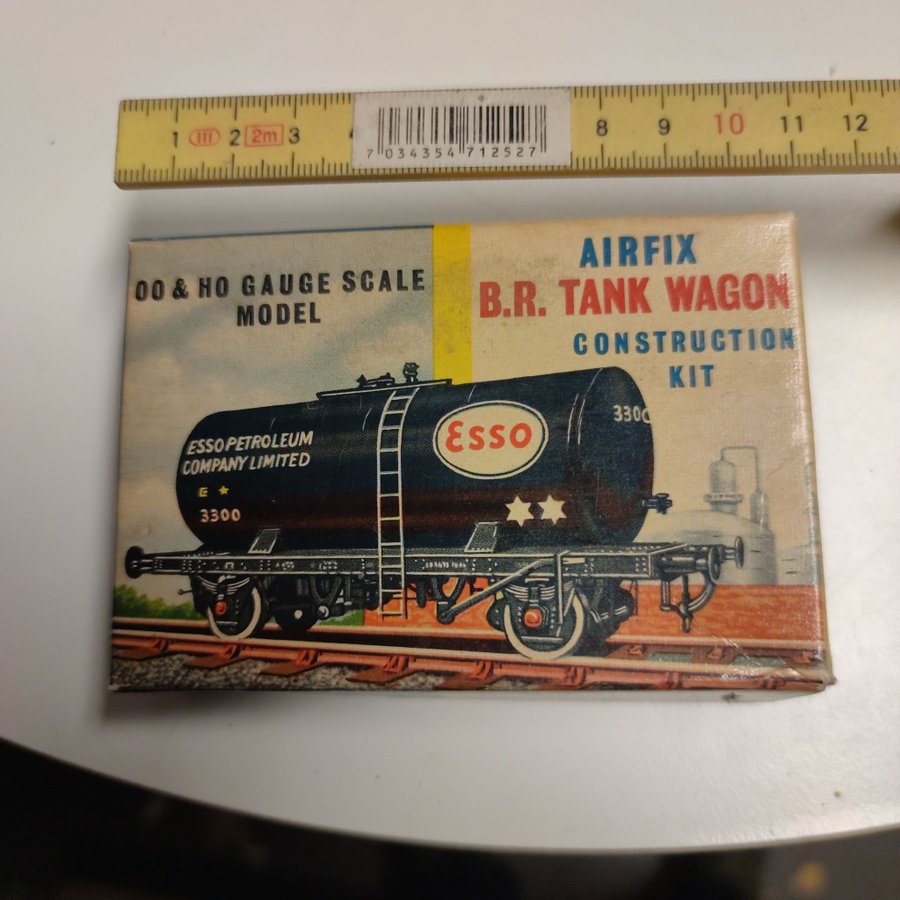 1 III 2 2m 3 8 9 10 11 12
7 034354 712527
OO & HO GAUGE SCALE
MODEL
AIRFIX
B.R. TANK WAGON
CONSTRUCTION
KIT
ESSO PETROLEUM
COMPANY LIMITED
E ★
3300
Esso
3300